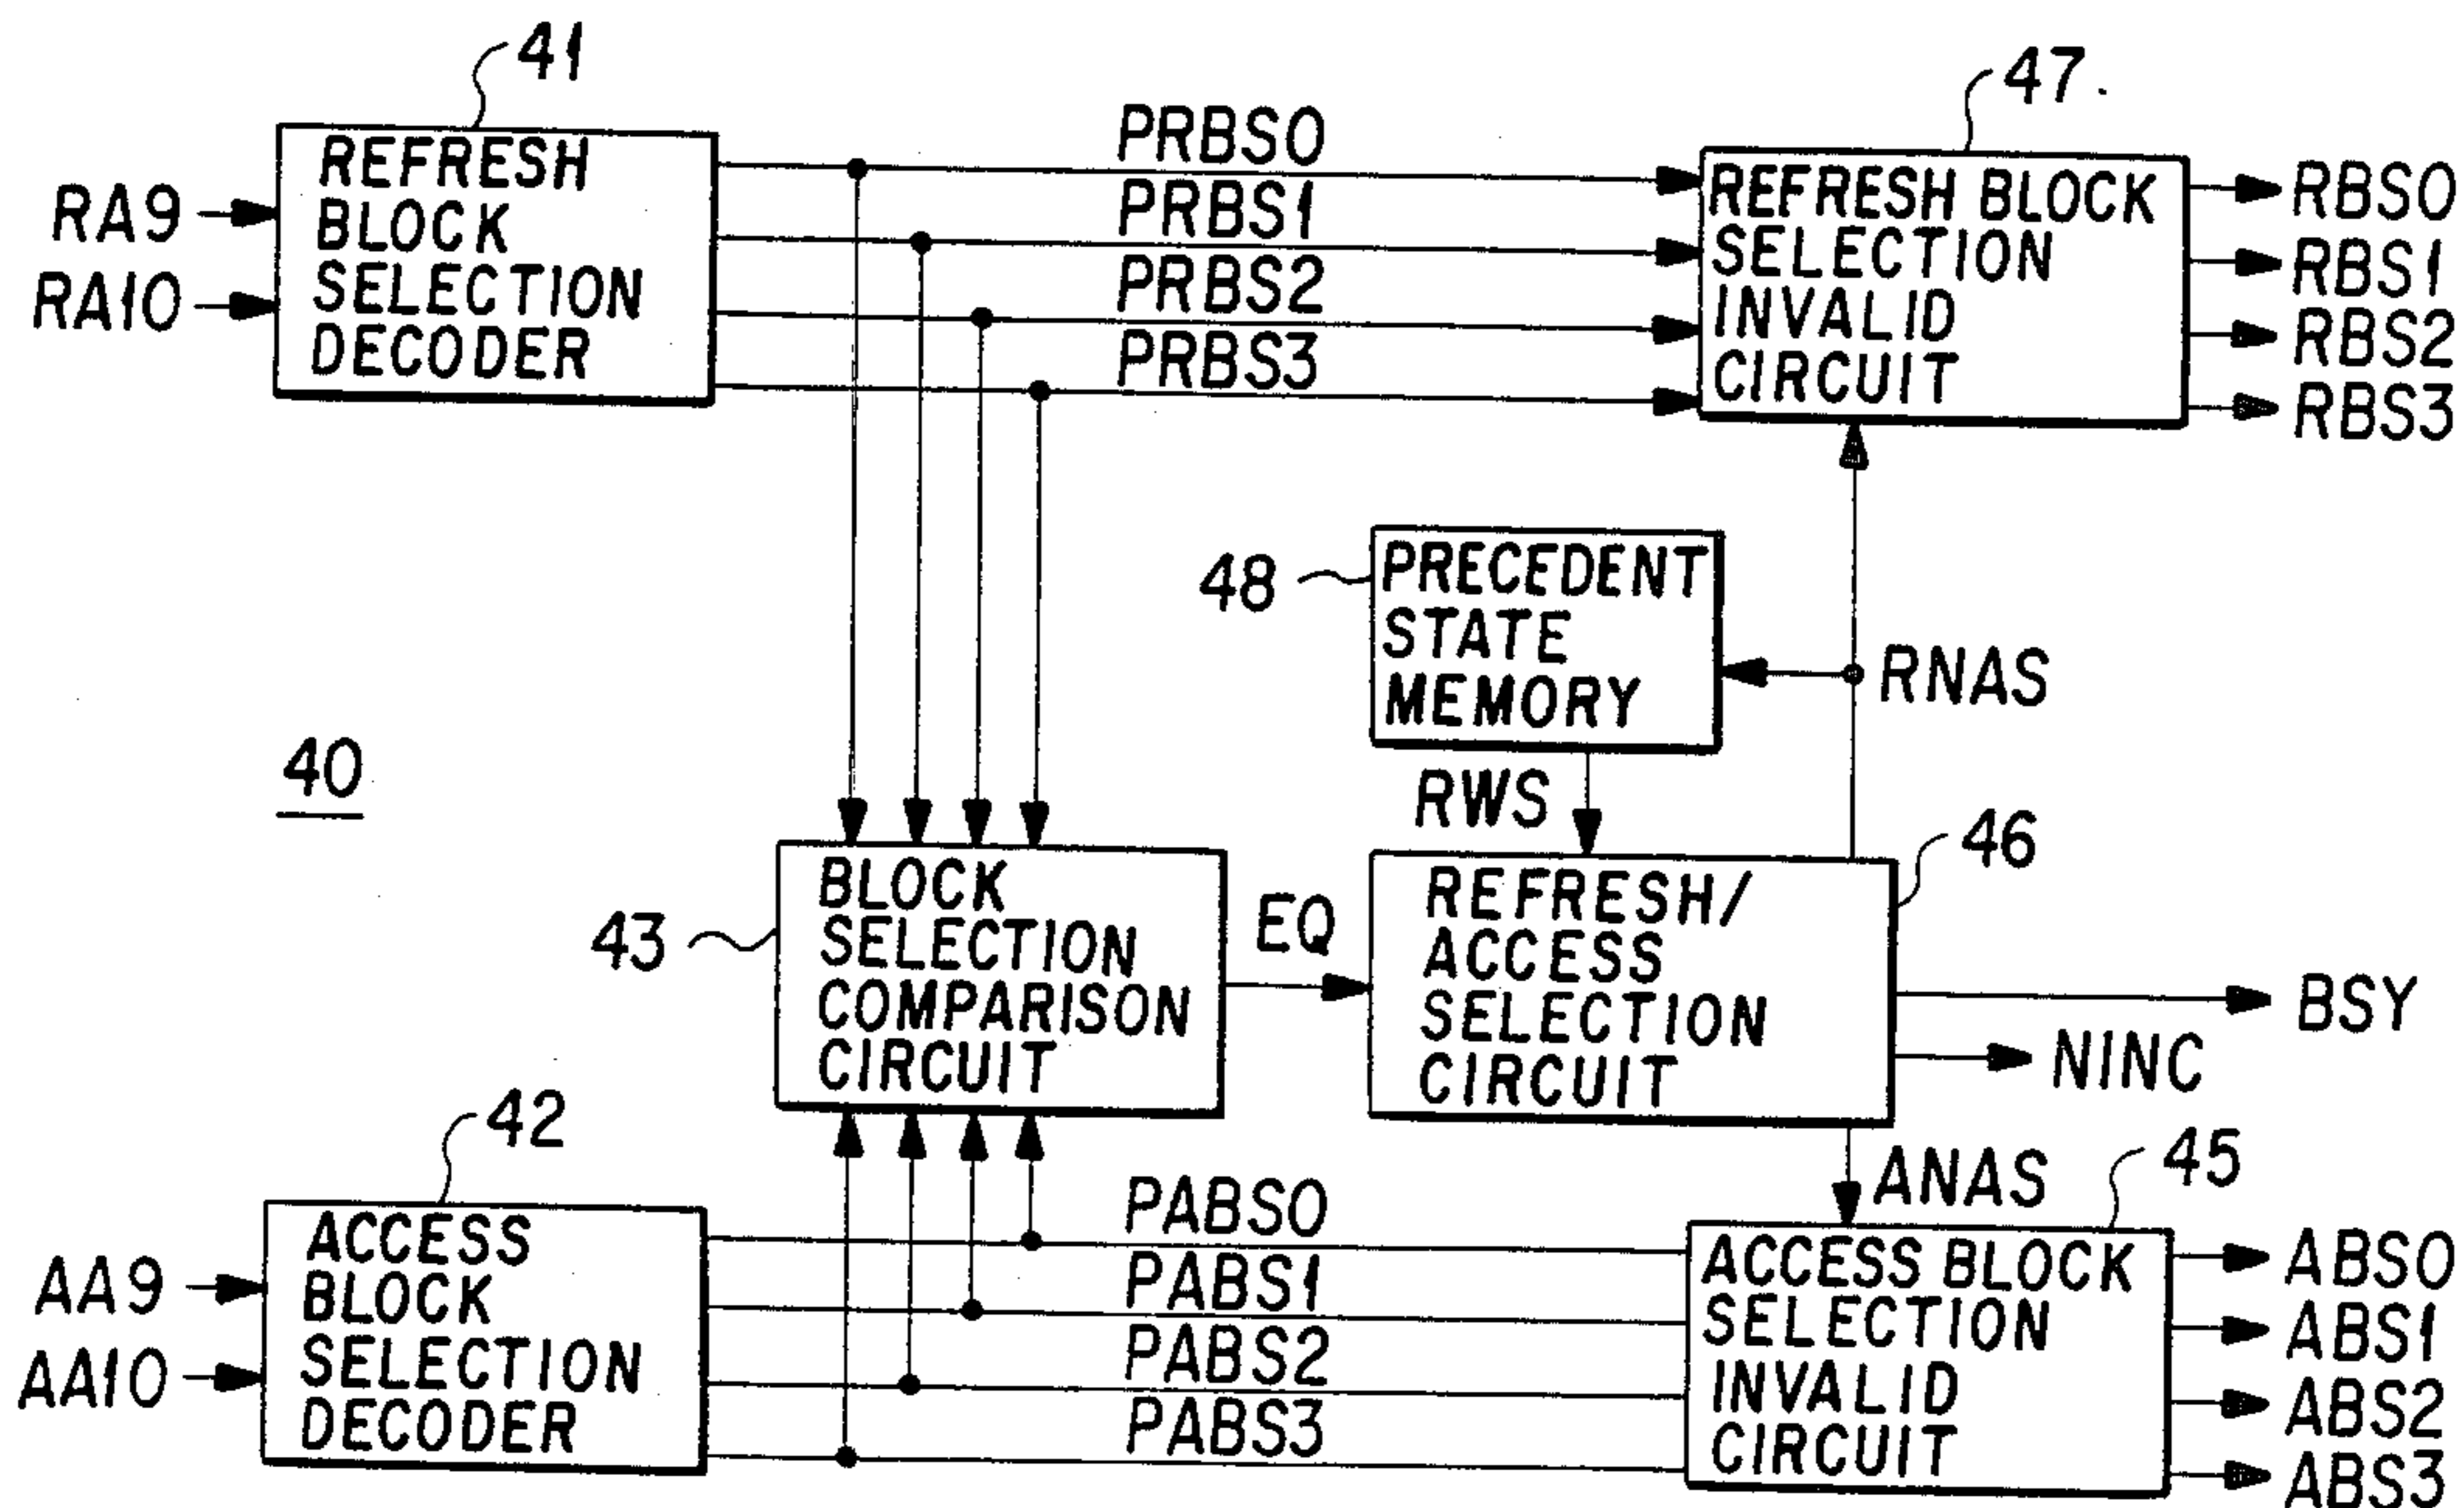 41
47.
REFRESH
BLOCK
SELECTION
DECODER
RA9
RA10
PRBS0
PRBS1
PRBS2
PRBS3
REFRESH BLOCK
SELECTION
INVALID
CIRCUIT
RBS0
RBS1
RBS2
RBS3
48
PRECEDENT
STATE
MEMORY
RNAS
40
RWS
46
43
BLOCK
SELECTION
COMPARISON
CIRCUIT
EQ
REFRESH/
ACCESS
SELECTION
CIRCUIT
BSY
NINC
42
ANAS
45
ACCESS
BLOCK
SELECTION
DECODER
AA9
AA10
PABS0
PABS1
PABS2
PABS3
ACCESS BLOCK
SELECTION
INVALID
CIRCUIT
ABS0
ABS1
ABS2
ABS3